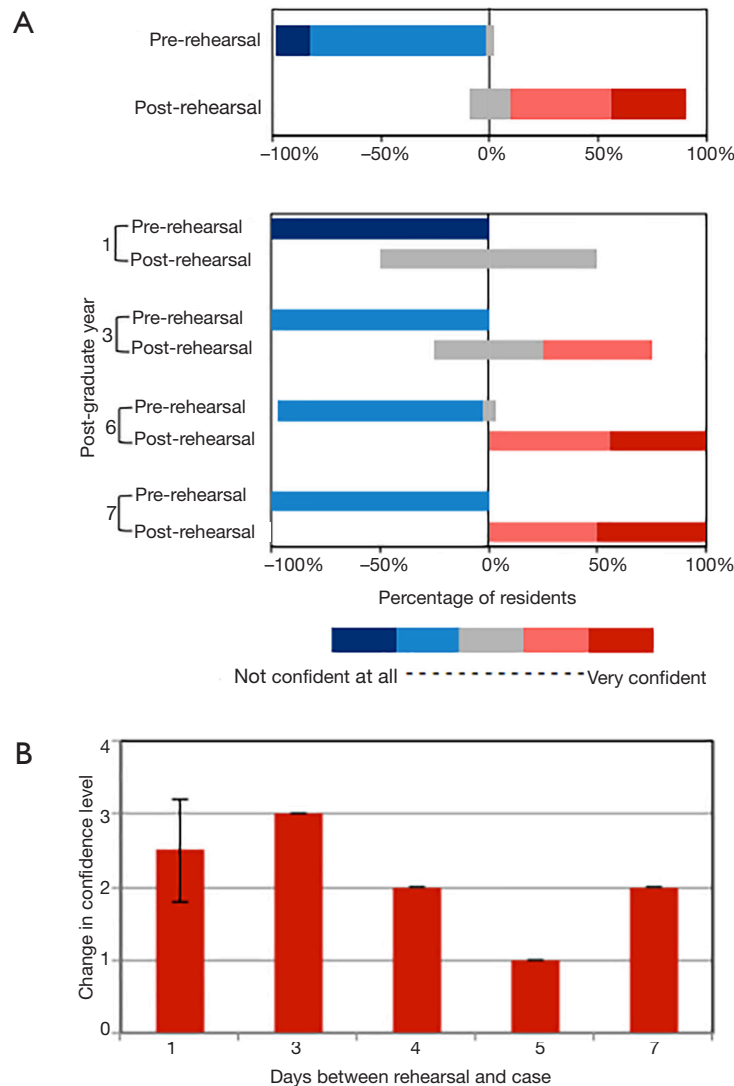 A
Pre-rehearsal
Post-rehearsal
−100%
−50%
0%
50%
100%
Post-graduate year
1
Pre-rehearsal
Post-rehearsal
3
Pre-rehearsal
Post-rehearsal
6
Pre-rehearsal
Post-rehearsal
7
Pre-rehearsal
Post-rehearsal
−100%
−50%
0%
50%
100%
Percentage of residents
Not confident at all
Very confident
B
Change in confidence level
4
3
2
1
0
1
3
4
5
7
Days between rehearsal and case